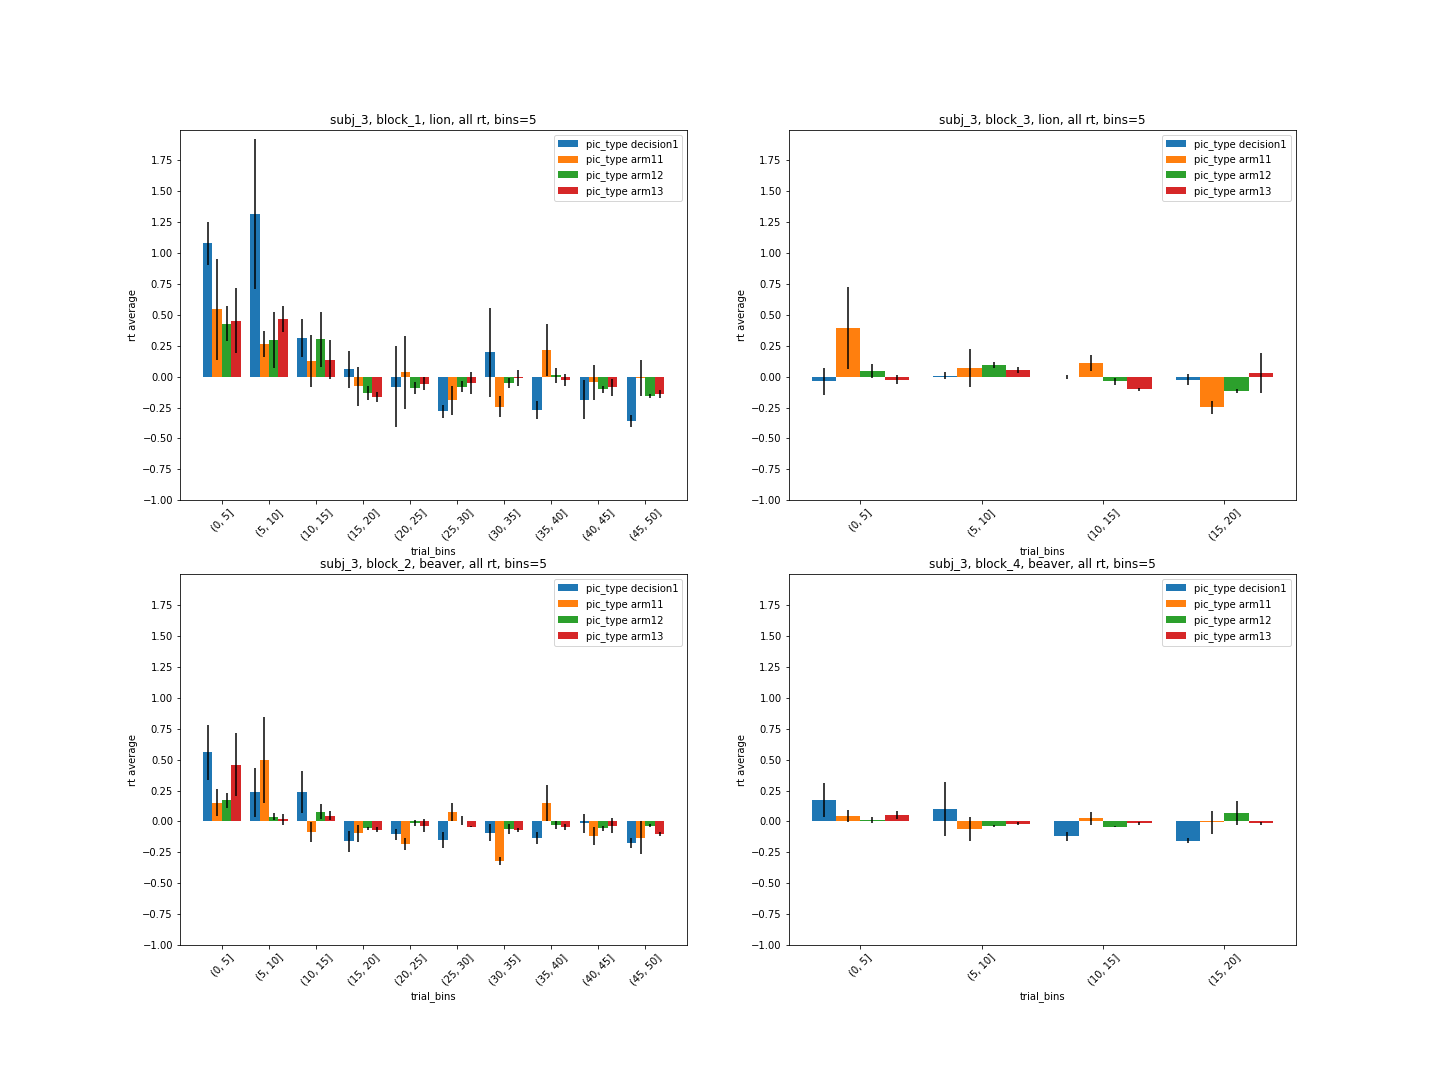 subj_3, block_1, lion, all rt, bins=5
pic_type decision1
pic_type arm11
pic_type arm12
pic_type arm13
rt average
1.75
1.50
1.25
1.00
0.75
0.50
0.25
0.00
−0.25
−0.50
−0.75
−1.00
(0, 5]
(5, 10]
(10, 15]
(15, 20]
(20, 25]
(25, 30]
(30, 35]
(35, 40]
(40, 45]
(45, 50]
trial_bins
subj_3, block_3, lion, all rt, bins=5
pic_type decision1
pic_type arm11
pic_type arm12
pic_type arm13
rt average
1.75
1.50
1.25
1.00
0.75
0.50
0.25
0.00
−0.25
−0.50
−0.75
−1.00
(0, 5]
(5, 10]
(10, 15]
(15, 20]
trial_bins
subj_3, block_2, beaver, all rt, bins=5
pic_type decision1
pic_type arm11
pic_type arm12
pic_type arm13
rt average
1.75
1.50
1.25
1.00
0.75
0.50
0.25
0.00
−0.25
−0.50
−0.75
−1.00
(0, 5]
(5, 10]
(10, 15]
(15, 20]
(20, 25]
(25, 30]
(30, 35]
(35, 40]
(40, 45]
(45, 50]
trial_bins
subj_3, block_4, beaver, all rt, bins=5
pic_type decision1
pic_type arm11
pic_type arm12
pic_type arm13
rt average
1.75
1.50
1.25
1.00
0.75
0.50
0.25
0.00
−0.25
−0.50
−0.75
−1.00
(0, 5]
(5, 10]
(10, 15]
(15, 20]
trial_bins